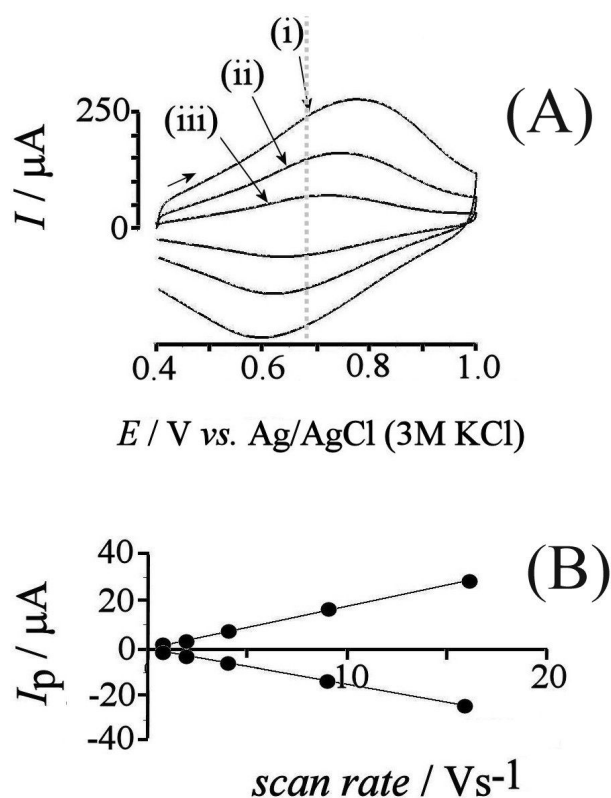 (i)
(ii)
(iii)
(A)
250
0
I / μA
0.4 0.6 0.8 1.0
E / V vs. Ag/AgCl (3M KCl)
(B)
40
20
0
-20
-40
10 20
Ip / μA
scan rate / Vs-1